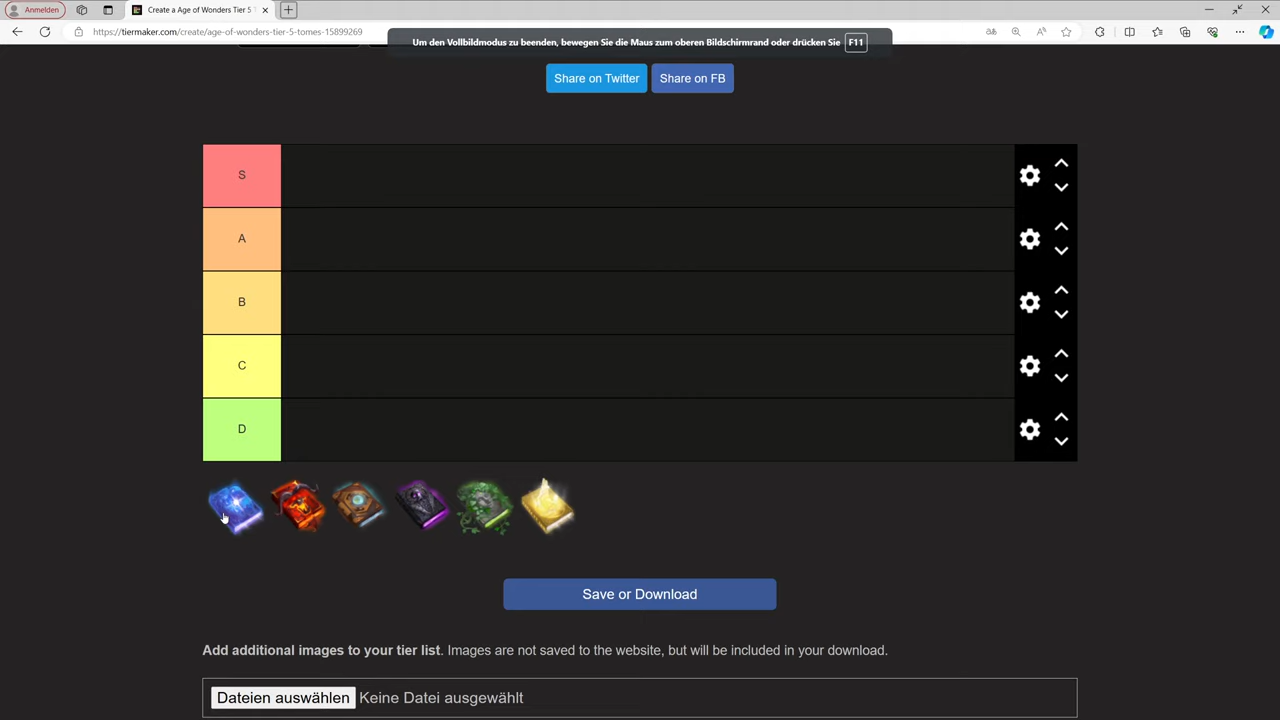 Anmelden
Create a Age of Wonders Tier 5
https://tiermaker.com/create/age-of-wonders-tier-5-tomes-15899269
Um den Vollbildmodus zu beenden, bewegen Sie die Maus zum oberen Bildschirmrand oder drücken Sie F11
Share on Twitter Share on FB
S
A
B
C
D
Save or Download
Add additional images to your tier list. Images are not saved to the website, but will be included in your download.
Dateien auswählen Keine Datei ausgewählt